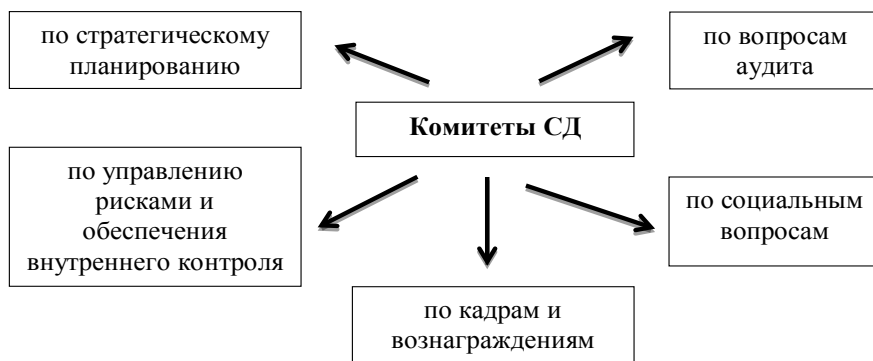 по стратегическому
планированию
по вопросам
аудита
Комитеты СД
по управлению
рисками и
обеспечения
внутреннего контроля
по социальным
вопросам
по кадрам и
вознаграждениям